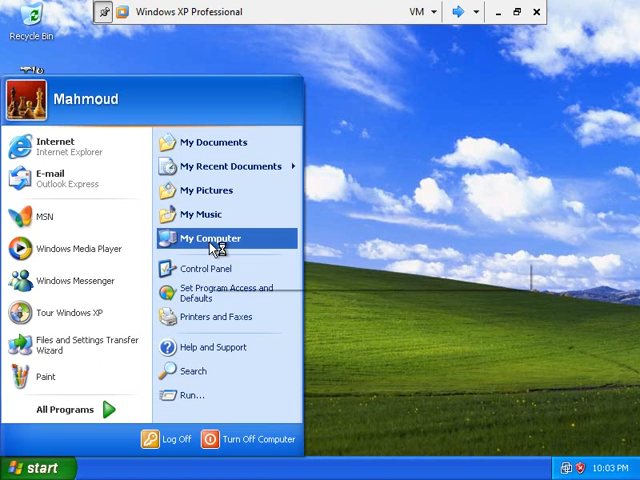 Windows XP Professional
VM
Recycle Bin
Mahmoud
Internet
Internet Explorer
E-mail
Outlook Express
MSN
Windows Media Player
Windows Messenger
Tour Windows XP
Files and Settings Transfer
Wizard
Paint
All Programs
My Documents
My Recent Documents
My Pictures
My Music
My Computer
Control Panel
Set Program Access and
Defaults
Printers and Faxes
Help and Support
Search
Run...
Log Off
Turn Off Computer
start
10:03 PM